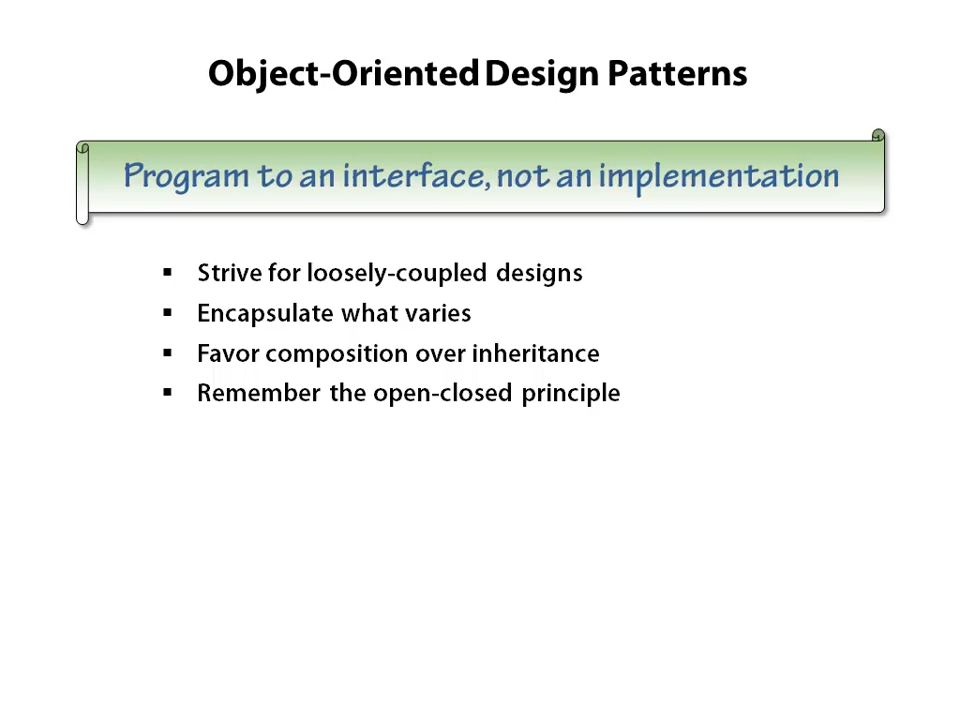 Object-Oriented Design Patterns
Program to an interface, not an implementation
▪ Strive for loosely-coupled designs
▪ Encapsulate what varies
▪ Favor composition over inheritance
▪ Remember the open-closed principle